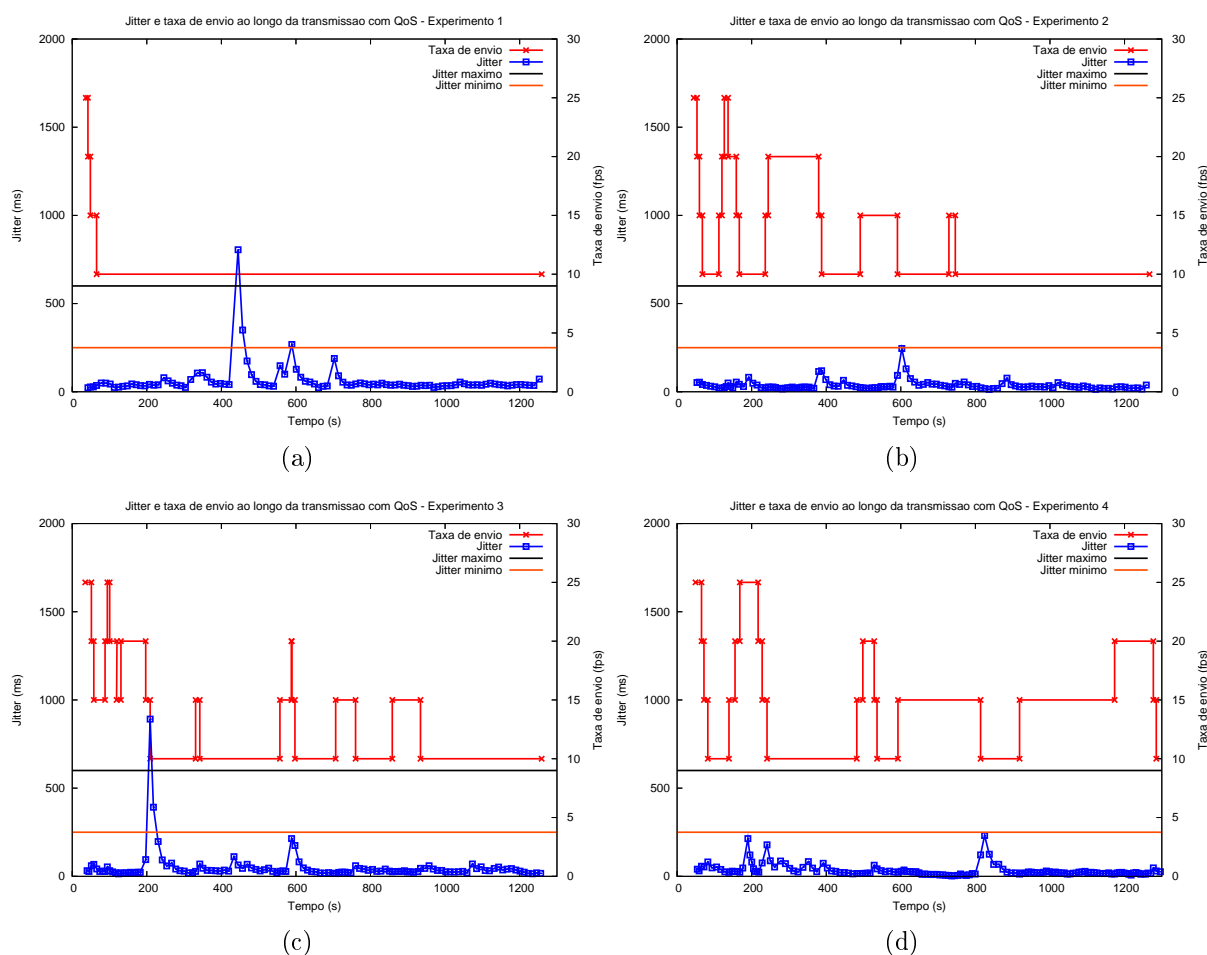 Jitter e taxa de envio ao longo da transmissao com QoS - Experimento 1
2000
1500
1000
500
0
30
25
20
15
10
5
0
Jitter (ms)
Taxa de envio (fps)
Taxa de envio
Jitter
Jitter maximo
Jitter minimo
0 200 400 600 800 1000 1200
Tempo (s)
(a)
Jitter e taxa de envio ao longo da transmissao com QoS - Experimento 2
2000
1500
1000
500
0
30
25
20
15
10
5
0
Jitter (ms)
Taxa de envio (fps)
Taxa de envio
Jitter
Jitter maximo
Jitter minimo
0 200 400 600 800 1000 1200
Tempo (s)
(b)
Jitter e taxa de envio ao longo da transmissao com QoS - Experimento 3
2000
1500
1000
500
0
30
25
20
15
10
5
0
Jitter (ms)
Taxa de envio (fps)
Taxa de envio
Jitter
Jitter maximo
Jitter minimo
0 200 400 600 800 1000 1200
Tempo (s)
(c)
Jitter e taxa de envio ao longo da transmissao com QoS - Experimento 4
2000
1500
1000
500
0
30
25
20
15
10
5
0
Jitter (ms)
Taxa de envio (fps)
Taxa de envio
Jitter
Jitter maximo
Jitter minimo
0 200 400 600 800 1000 1200
Tempo (s)
(d)